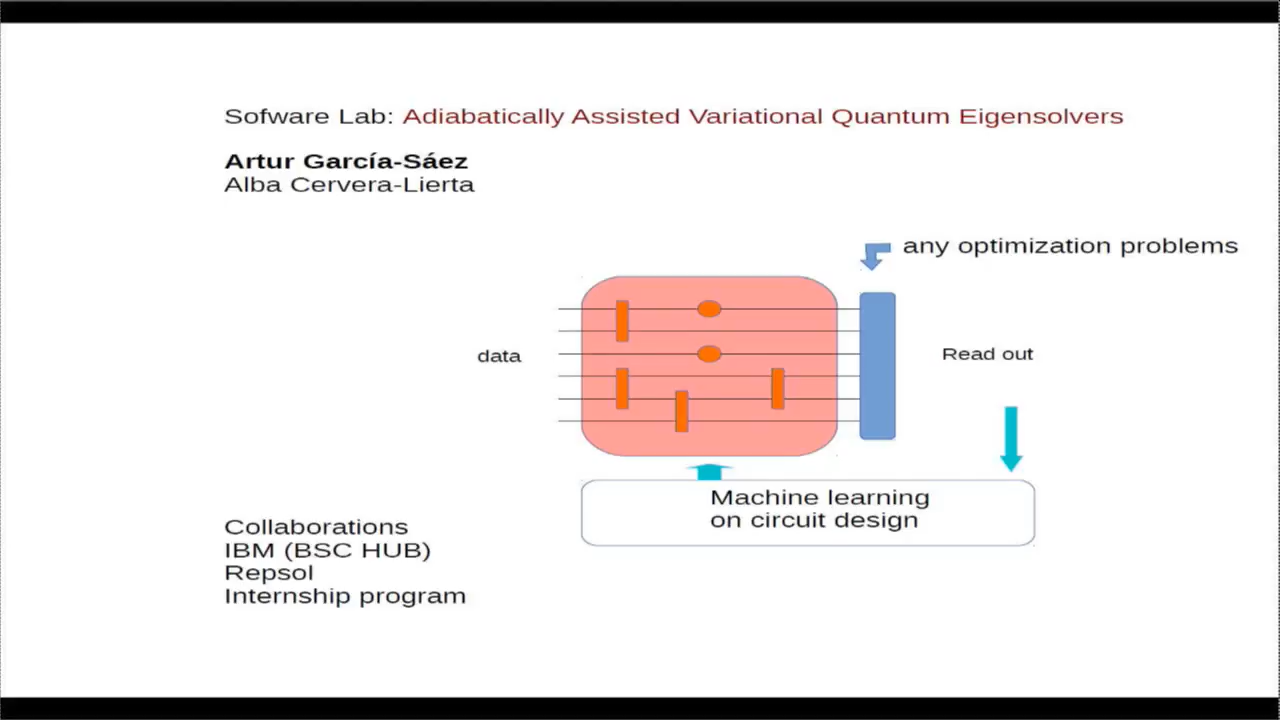 Sofware Lab: Adiabatically Assisted Variational Quantum Eigensolvers
Artur García-Sáez
Alba Cervera-Lierta
any optimization problems
data
Read out
Machine learning
on circuit design
Collaborations
IBM (BSC HUB)
Repsol
Internship program